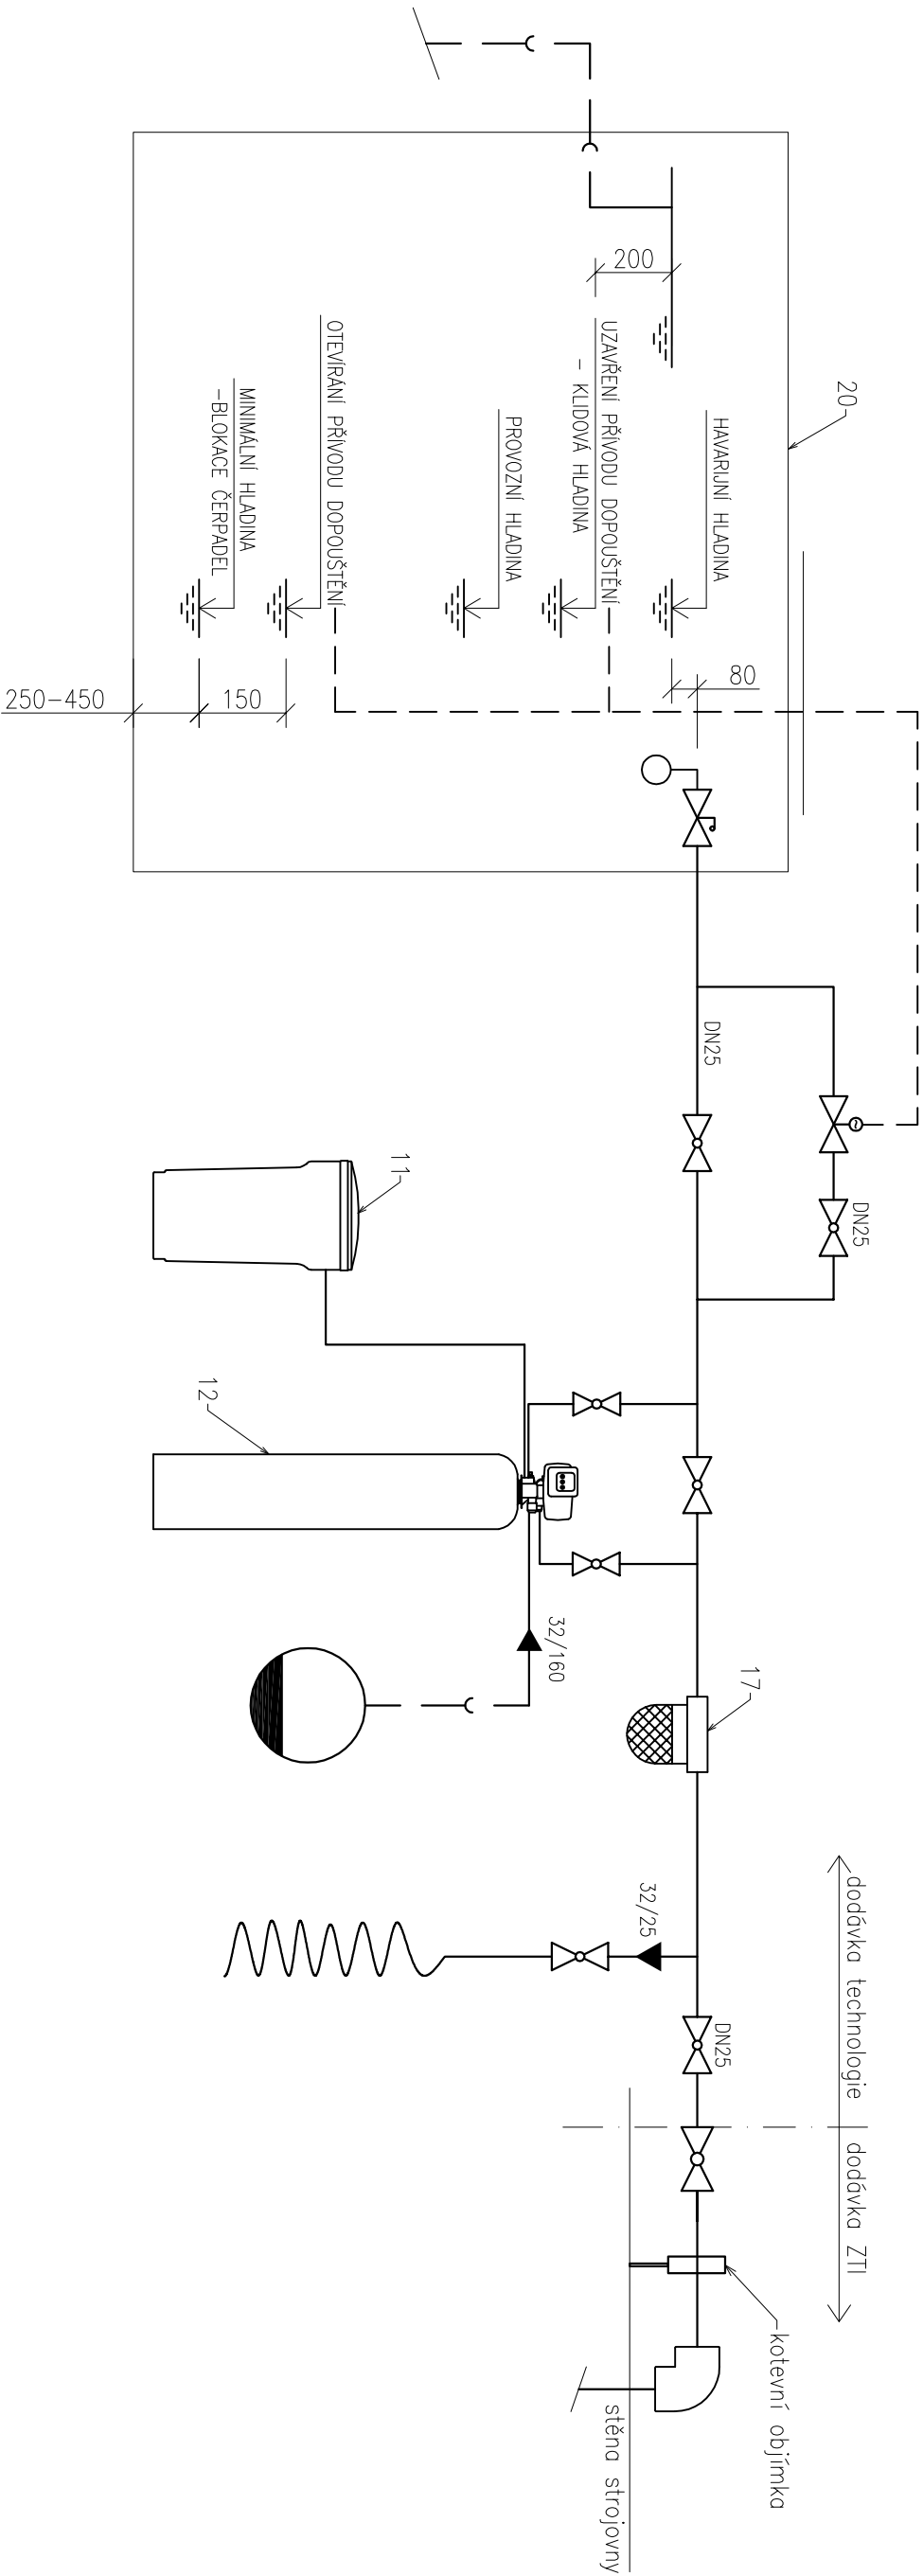 20
HAVARIJNÍ HLADINA
200
UZAVŘENÍ PŘÍVODU DOPOUŠTĚNÍ
- KLIDOVÁ HLADINA
PROVOZNÍ HLADINA
OTEVÍRÁNÍ PŘÍVODU DOPOUŠTĚNÍ
MINIMÁLNÍ HLADINA
-BLOKACE ČERPADEL
80
150
250-450
DN25
DN25
11
12
32/160
17
32/25
DN25
dodávka technologie
dodávka ZTI
kotevní objímka
stěna strojovny